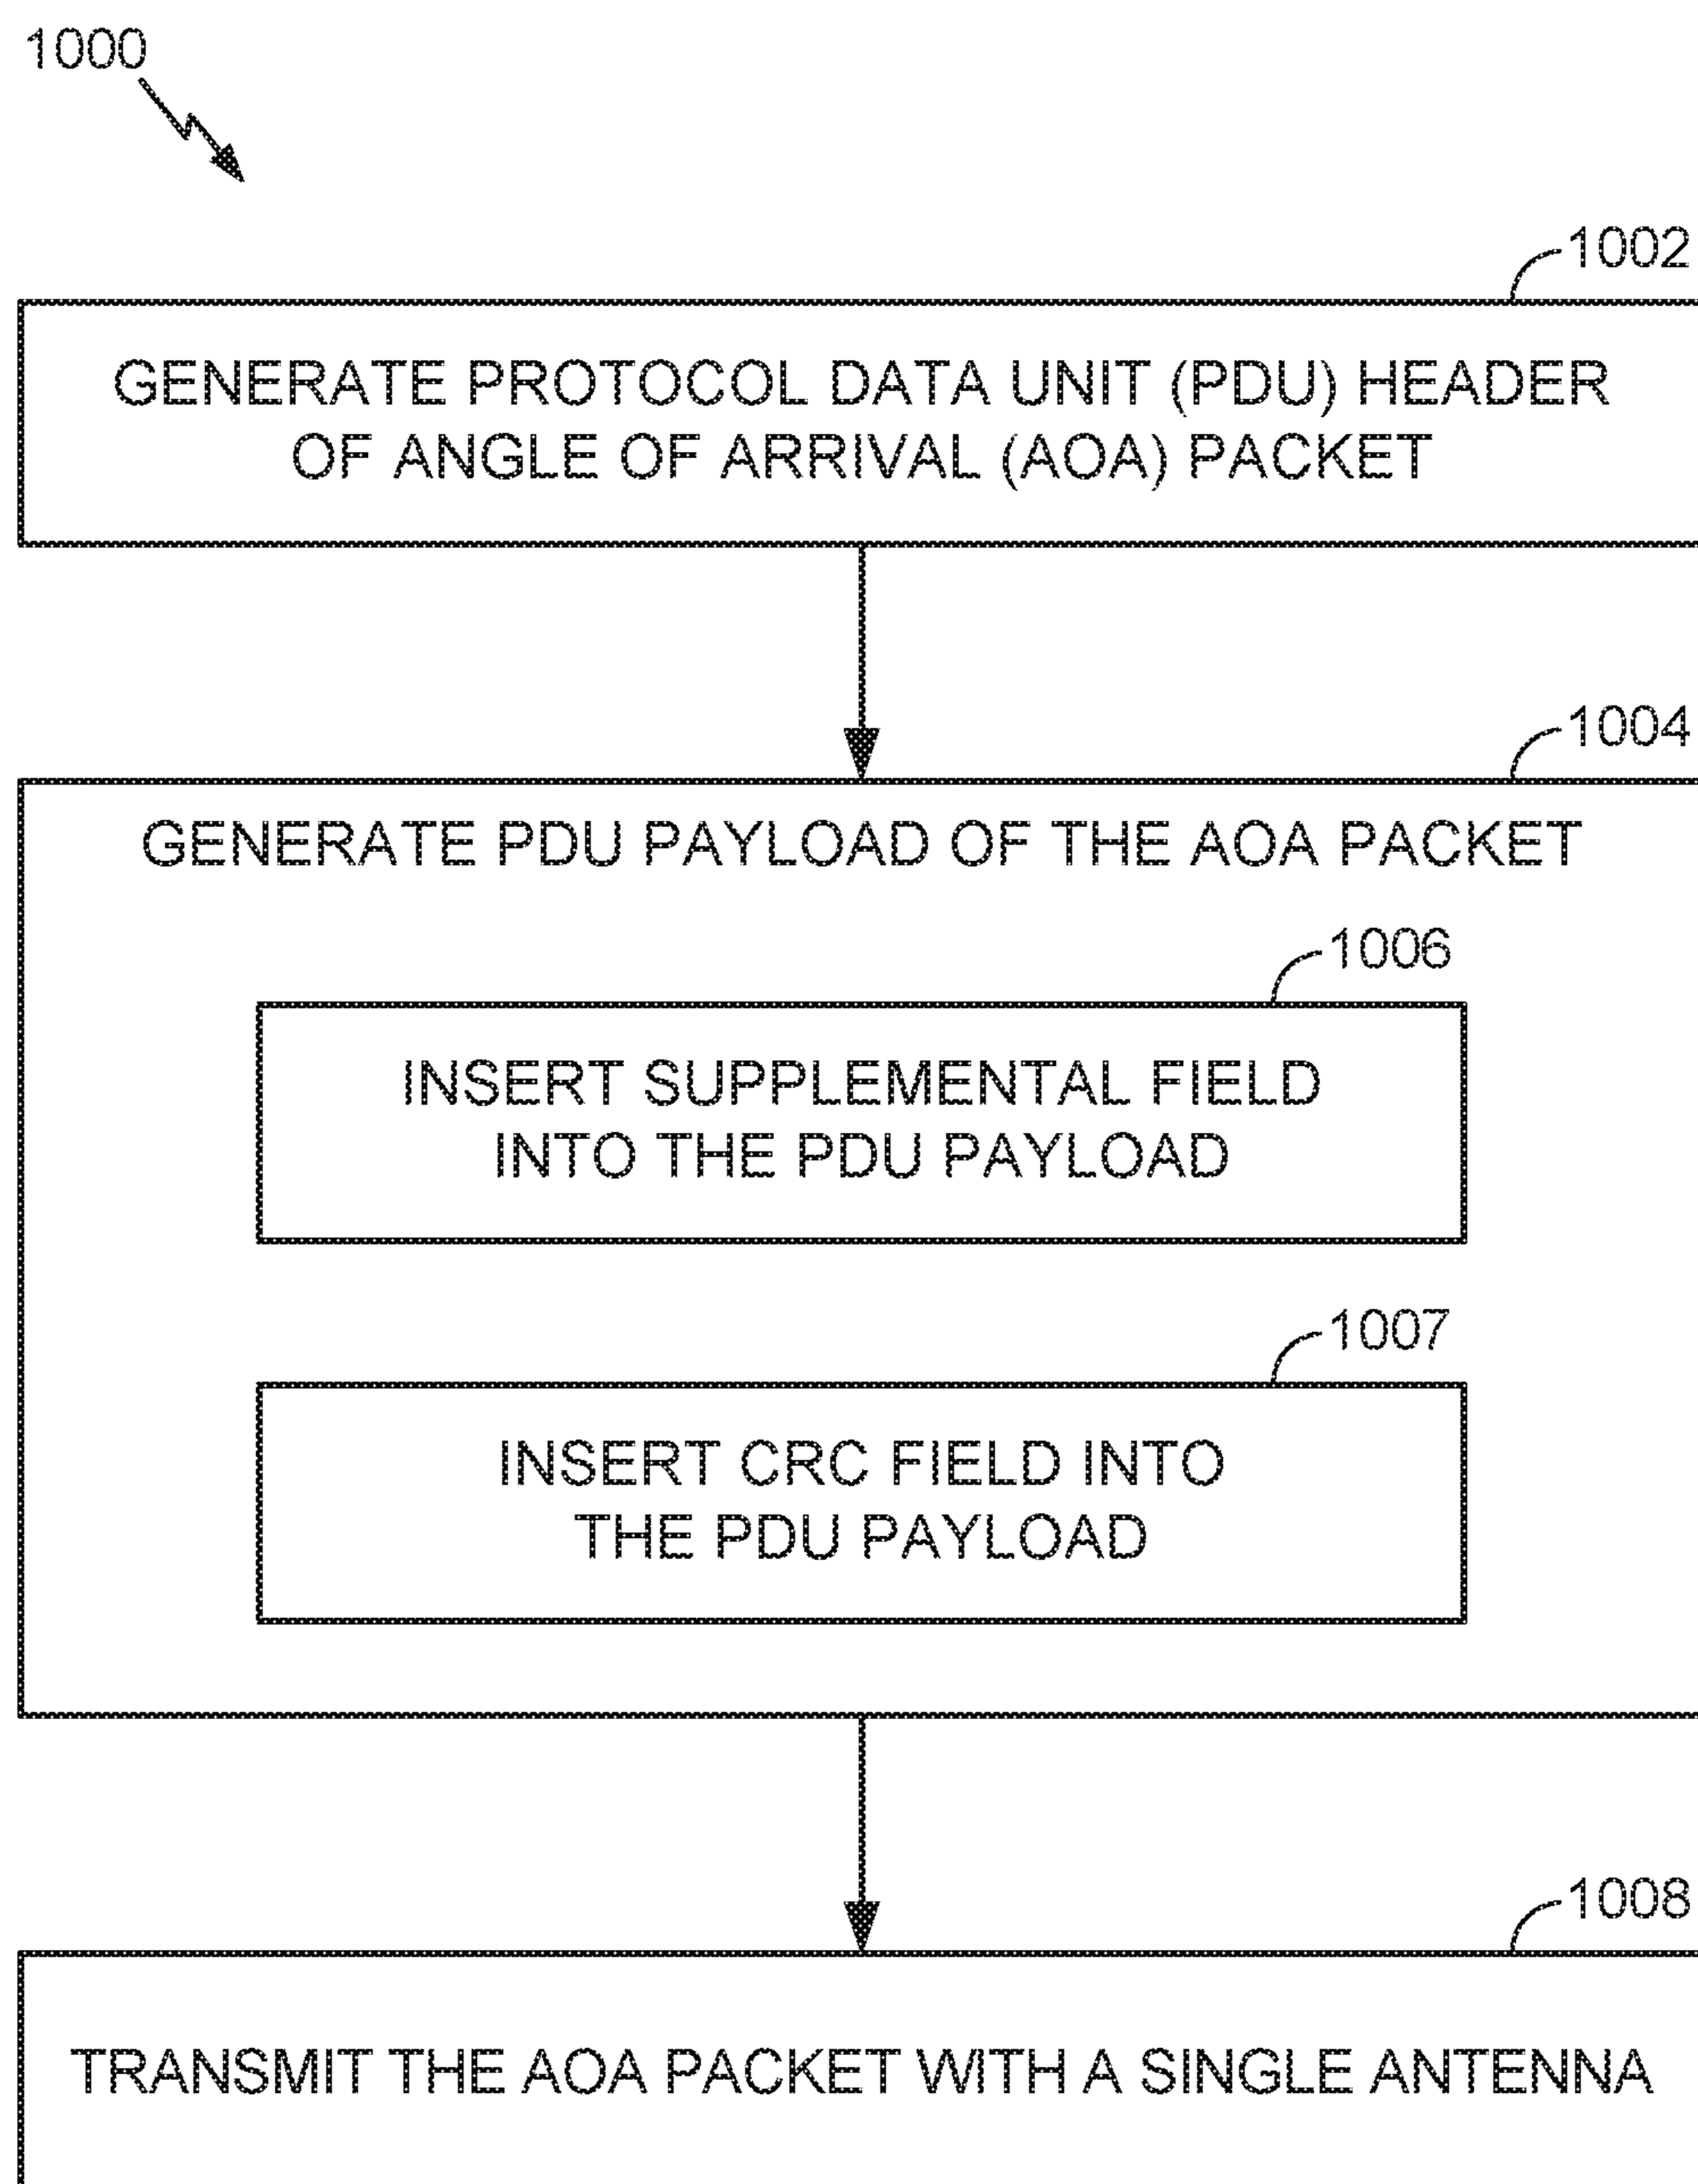 1000
1002
GENERATE PROTOCOL DATA UNIT (PDU) HEADER
OF ANGLE OF ARRIVAL (AOA) PACKET
1004
GENERATE PDU PAYLOAD OF THE AOA PACKET
1006
INSERT SUPPLEMENTAL FIELD
INTO THE PDU PAYLOAD
1007
INSERT CRC FIELD INTO
THE PDU PAYLOAD
1008
TRANSMIT THE AOA PACKET WITH A SINGLE ANTENNA